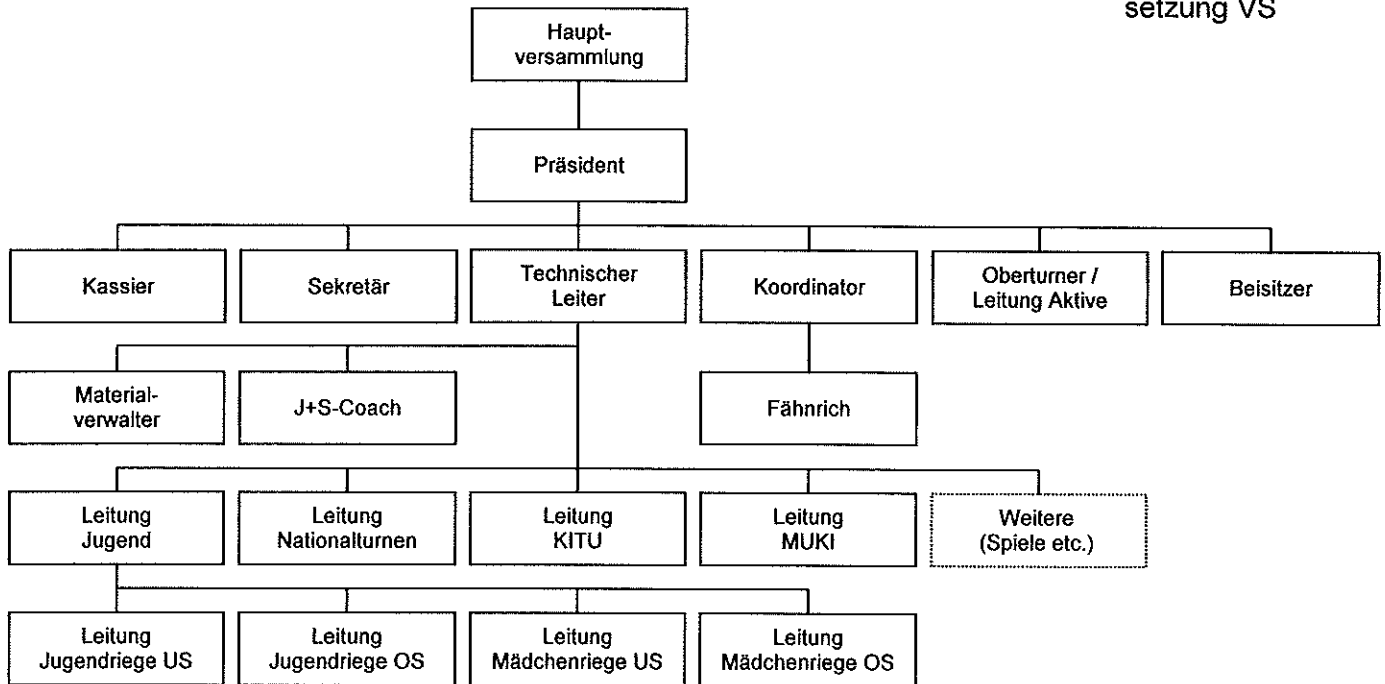 setzung VS
Haupt-
versammlung
Präsident
Kassier
Sekretär
Technischer
Leiter
Koordinator
Oberturner /
Leitung Aktive
Beisitzer
Material-
verwalter
J+S-Coach
Fähnrich
Leitung
Jugend
Leitung
Nationalturnen
Leitung
KITU
Leitung
MUKI
Weitere
(Spiele etc.)
Leitung
Jugendriege US
Leitung
Jugendriege OS
Leitung
Mädchenriege US
Leitung
Mädchenriege OS